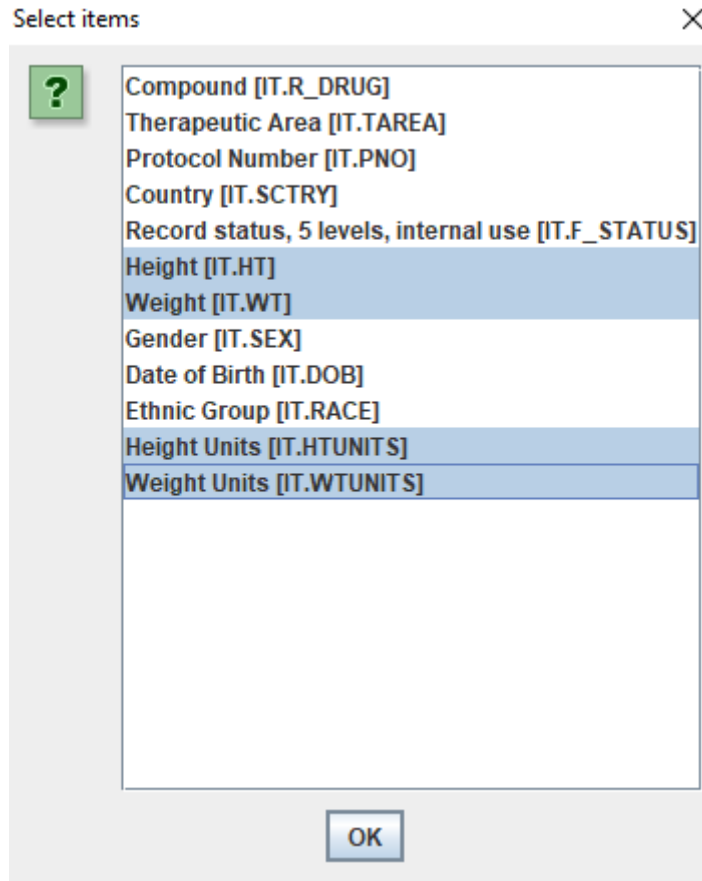 Select items
Compound [IT.R_DRUG]
Therapeutic Area [IT.TAREA]
Protocol Number [IT.PNO]
Country [IT.SCTRY]
Record status, 5 levels, internal use [IT.F_STATUS]
Height [IT.HT]
Weight [IT.WT]
Gender [IT.SEX]
Date of Birth [IT.DOB]
Ethnic Group [IT.RACE]
Height Units [IT.HTUNITS]
Weight Units [IT.WTUNITS]
OK